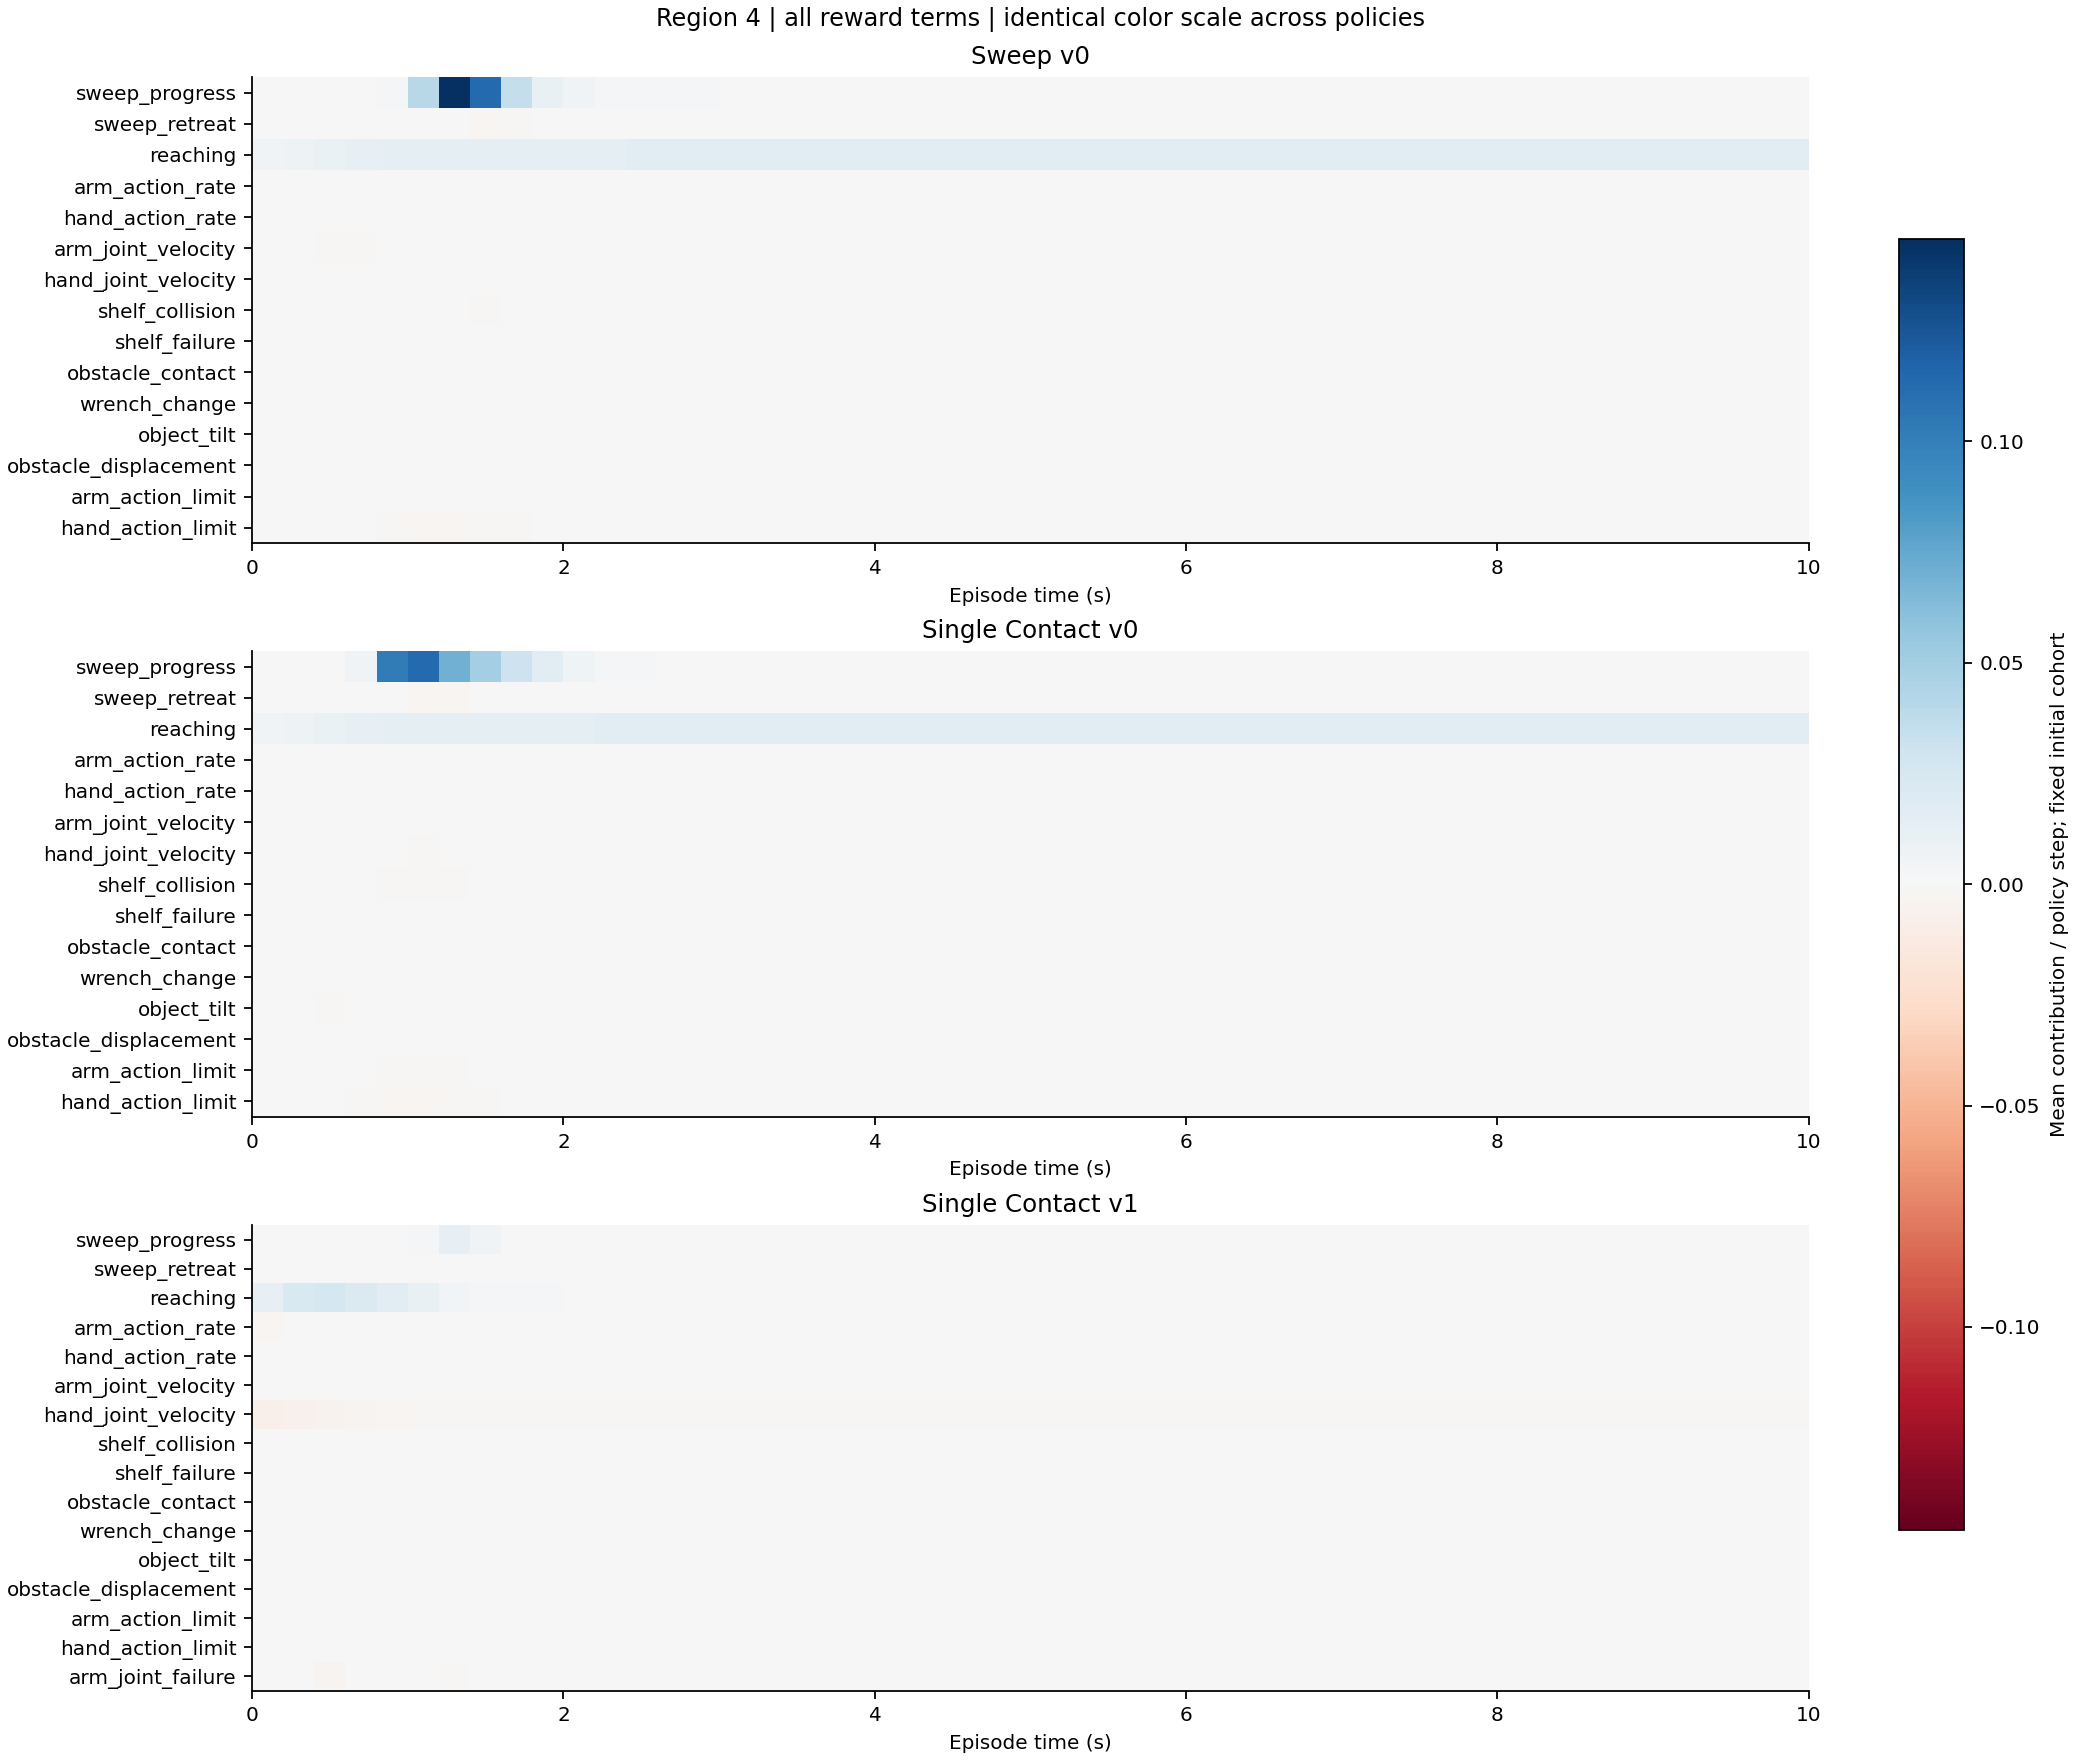 Region 4 | all reward terms | identical color scale across policies
Sweep v0
sweep_progress
sweep_retreat
reaching
arm_action_rate
hand_action_rate
arm_joint_velocity
hand_joint_velocity
shelf_collision
shelf_failure
obstacle_contact
wrench_change
object_tilt
obstacle_displacement
arm_action_limit
hand_action_limit
0 2 4 6 8 10
Episode time (s)
Single Contact v0
sweep_progress
sweep_retreat
reaching
arm_action_rate
hand_action_rate
arm_joint_velocity
hand_joint_velocity
shelf_collision
shelf_failure
obstacle_contact
wrench_change
object_tilt
obstacle_displacement
arm_action_limit
hand_action_limit
0 2 4 6 8 10
Episode time (s)
Single Contact v1
sweep_progress
sweep_retreat
reaching
arm_action_rate
hand_action_rate
arm_joint_velocity
hand_joint_velocity
shelf_collision
shelf_failure
obstacle_contact
wrench_change
object_tilt
obstacle_displacement
arm_action_limit
hand_action_limit
arm_joint_failure
0 2 4 6 8 10
Episode time (s)
0.10
0.05
0.00
−0.05
−0.10
Mean contribution / policy step; fixed initial cohort